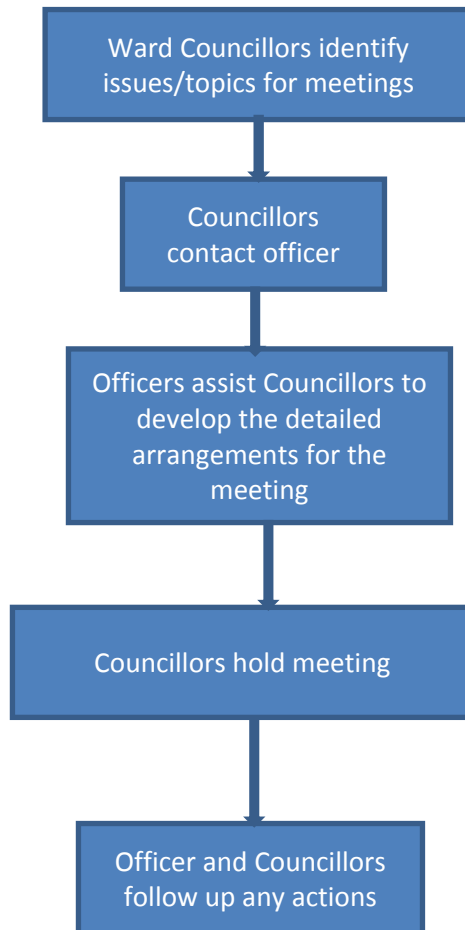 Ward Councillors identify
issues/topics for meetings
Councillors
contact officer
Officers assist Councillors to
develop the detailed
arrangements for the
meeting
Councillors hold meeting
Officer and Councillors
follow up any actions